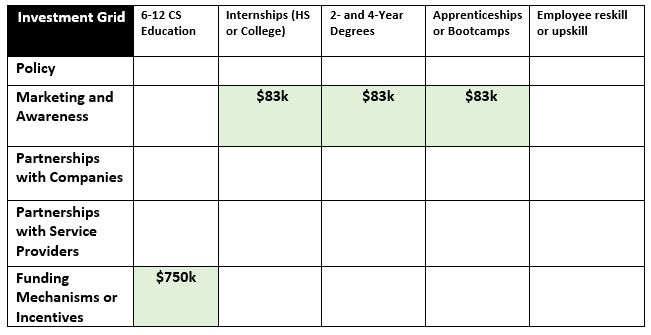 Investment Grid
6-12 CS
Education
Internships (HS
or College)
2- and 4-Year
Degrees
Apprenticeships
or Bootcamps
Employee reskill
or upskill
Policy
Marketing and
Awareness
$83k
$83k
$83k
Partnerships
with Companies
Partnerships
with Service
Providers
Funding
Mechanisms or
Incentives
$750k